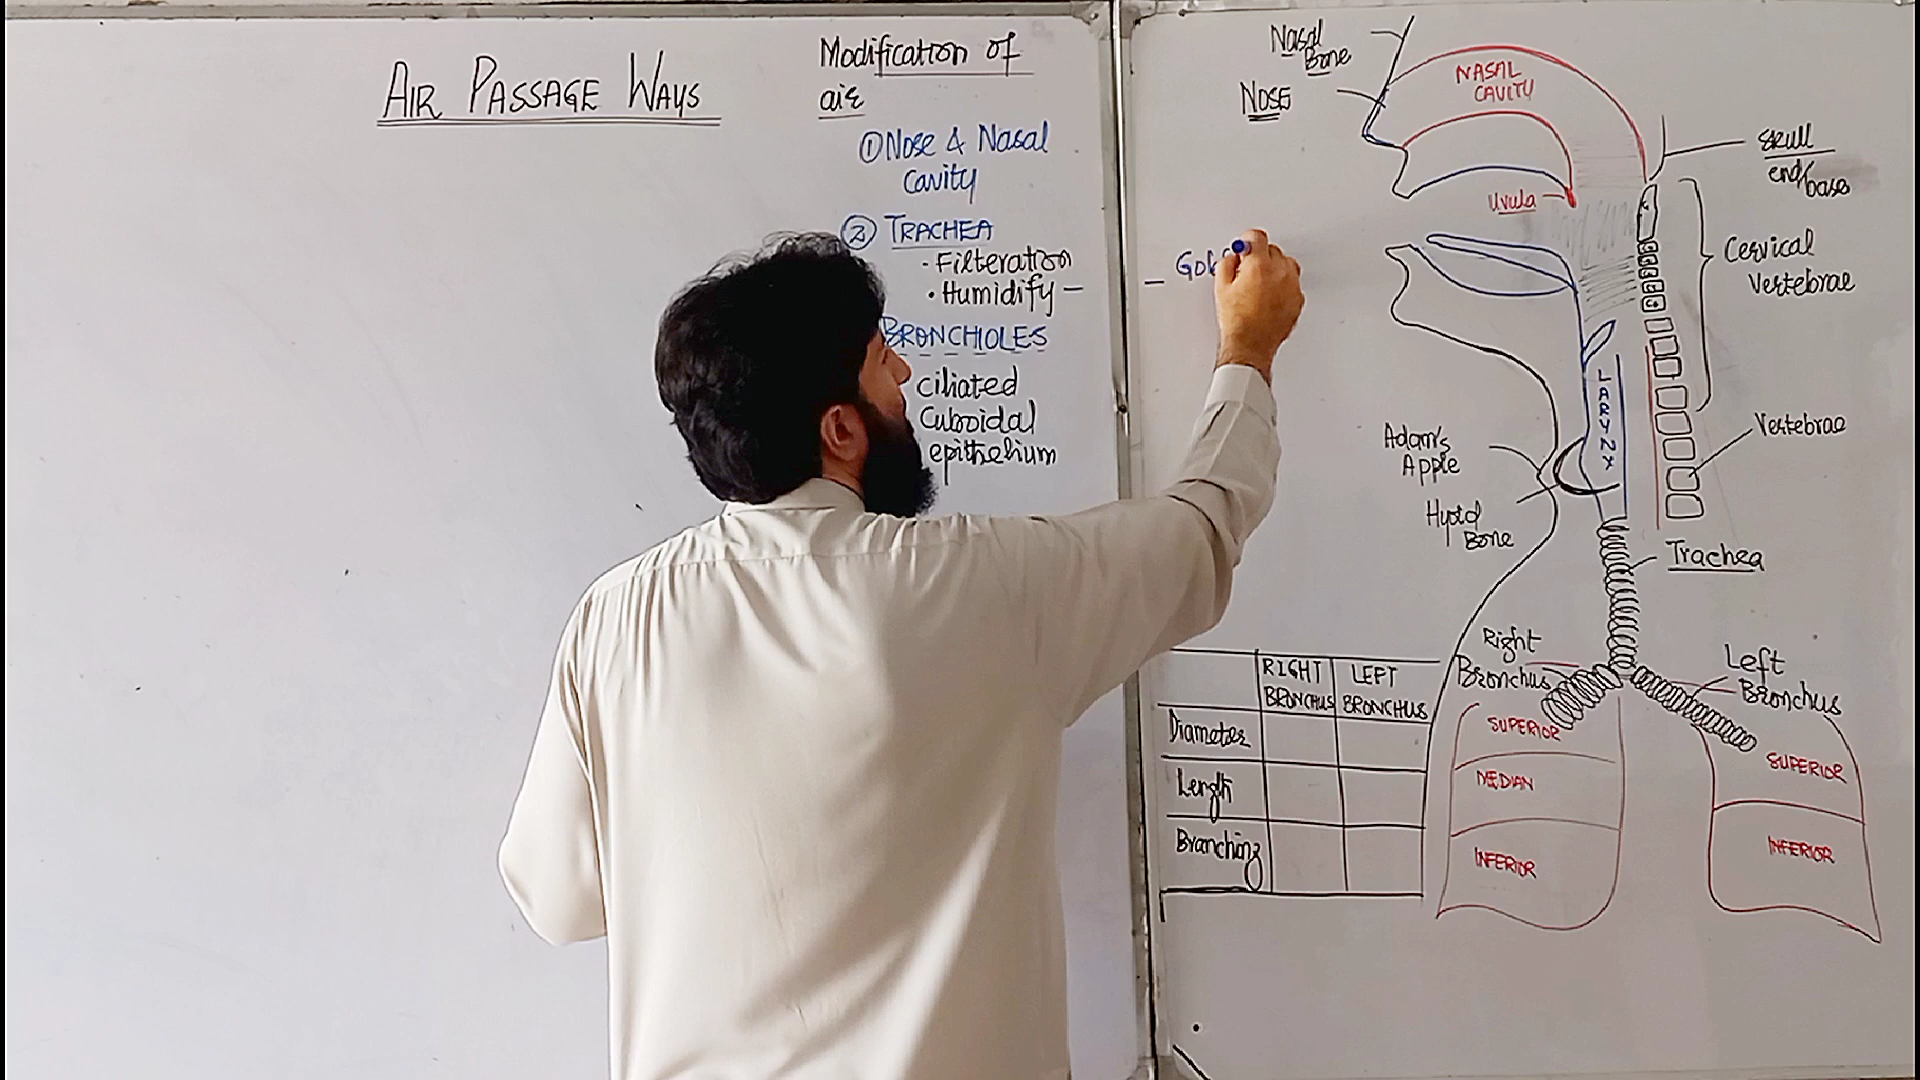 AIR PASSAGE WAYS
Modification of
air
① Nose & Nasal
Cavity
② TRACHEA
· Filteration
· Humidify —
BRONCHOLES
Ciliated
Cuboidal
epithelium
Nasal
Bone
NOSE
NASAL
CAVITY
Uvula
Skull
end/base
Cervical
Vertebrae
LARYNX
Vertebrae
Adam's
Apple
Hyoid
Bone
Trachea
Right
Bronchus
Left
Bronchus
RIGHT BRONCHUS LEFT BRONCHUS
Diameter
Length
Branching
SUPERIOR
MEDIAN
INFERIOR
SUPERIOR
INFERIOR